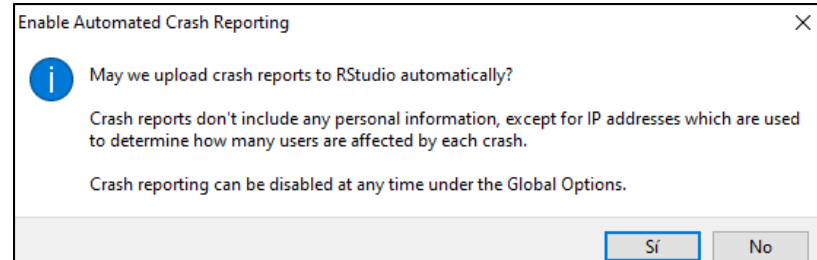 Enable Automated Crash Reporting
May we upload crash reports to RStudio automatically?
Crash reports don't include any personal information, except for IP addresses which are used
to determine how many users are affected by each crash.
Crash reporting can be disabled at any time under the Global Options.
Sí No